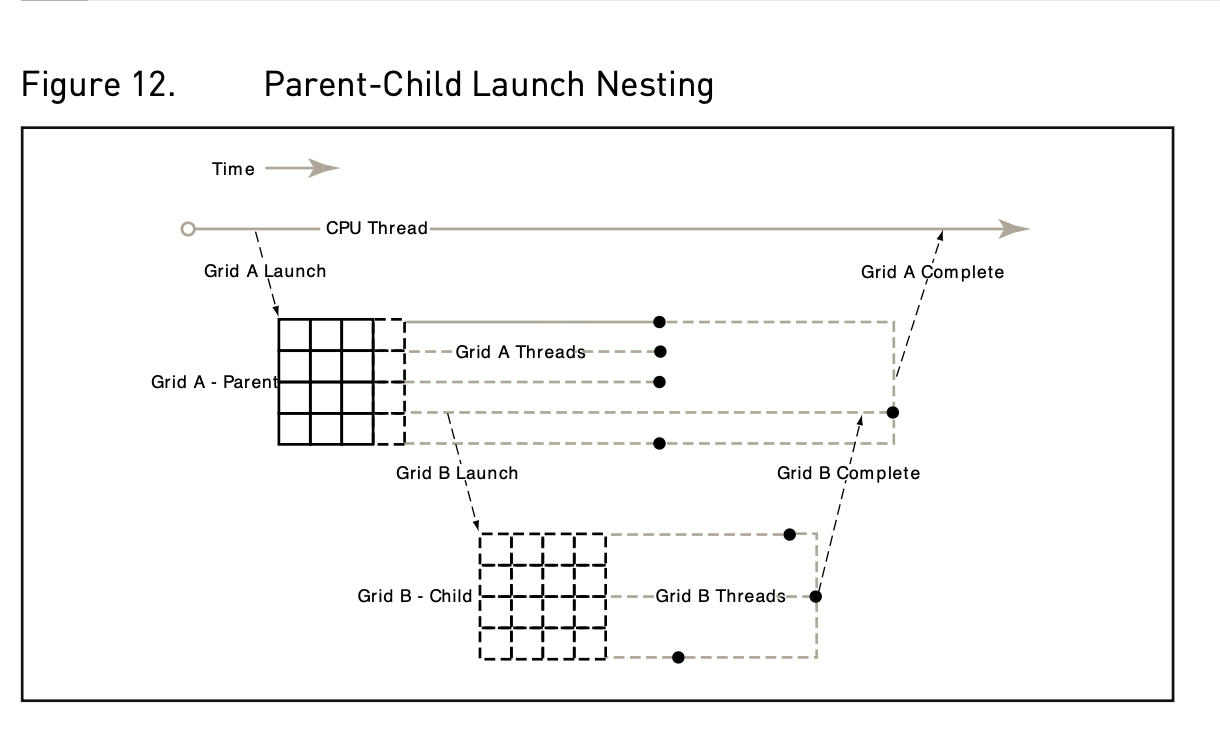 Figure 12. Parent-Child Launch Nesting
Time
CPU Thread
Grid A Launch
Grid A Complete
Grid A Threads
Grid A - Parent
Grid B Launch
Grid B Complete
Grid B - Child
Grid B Threads